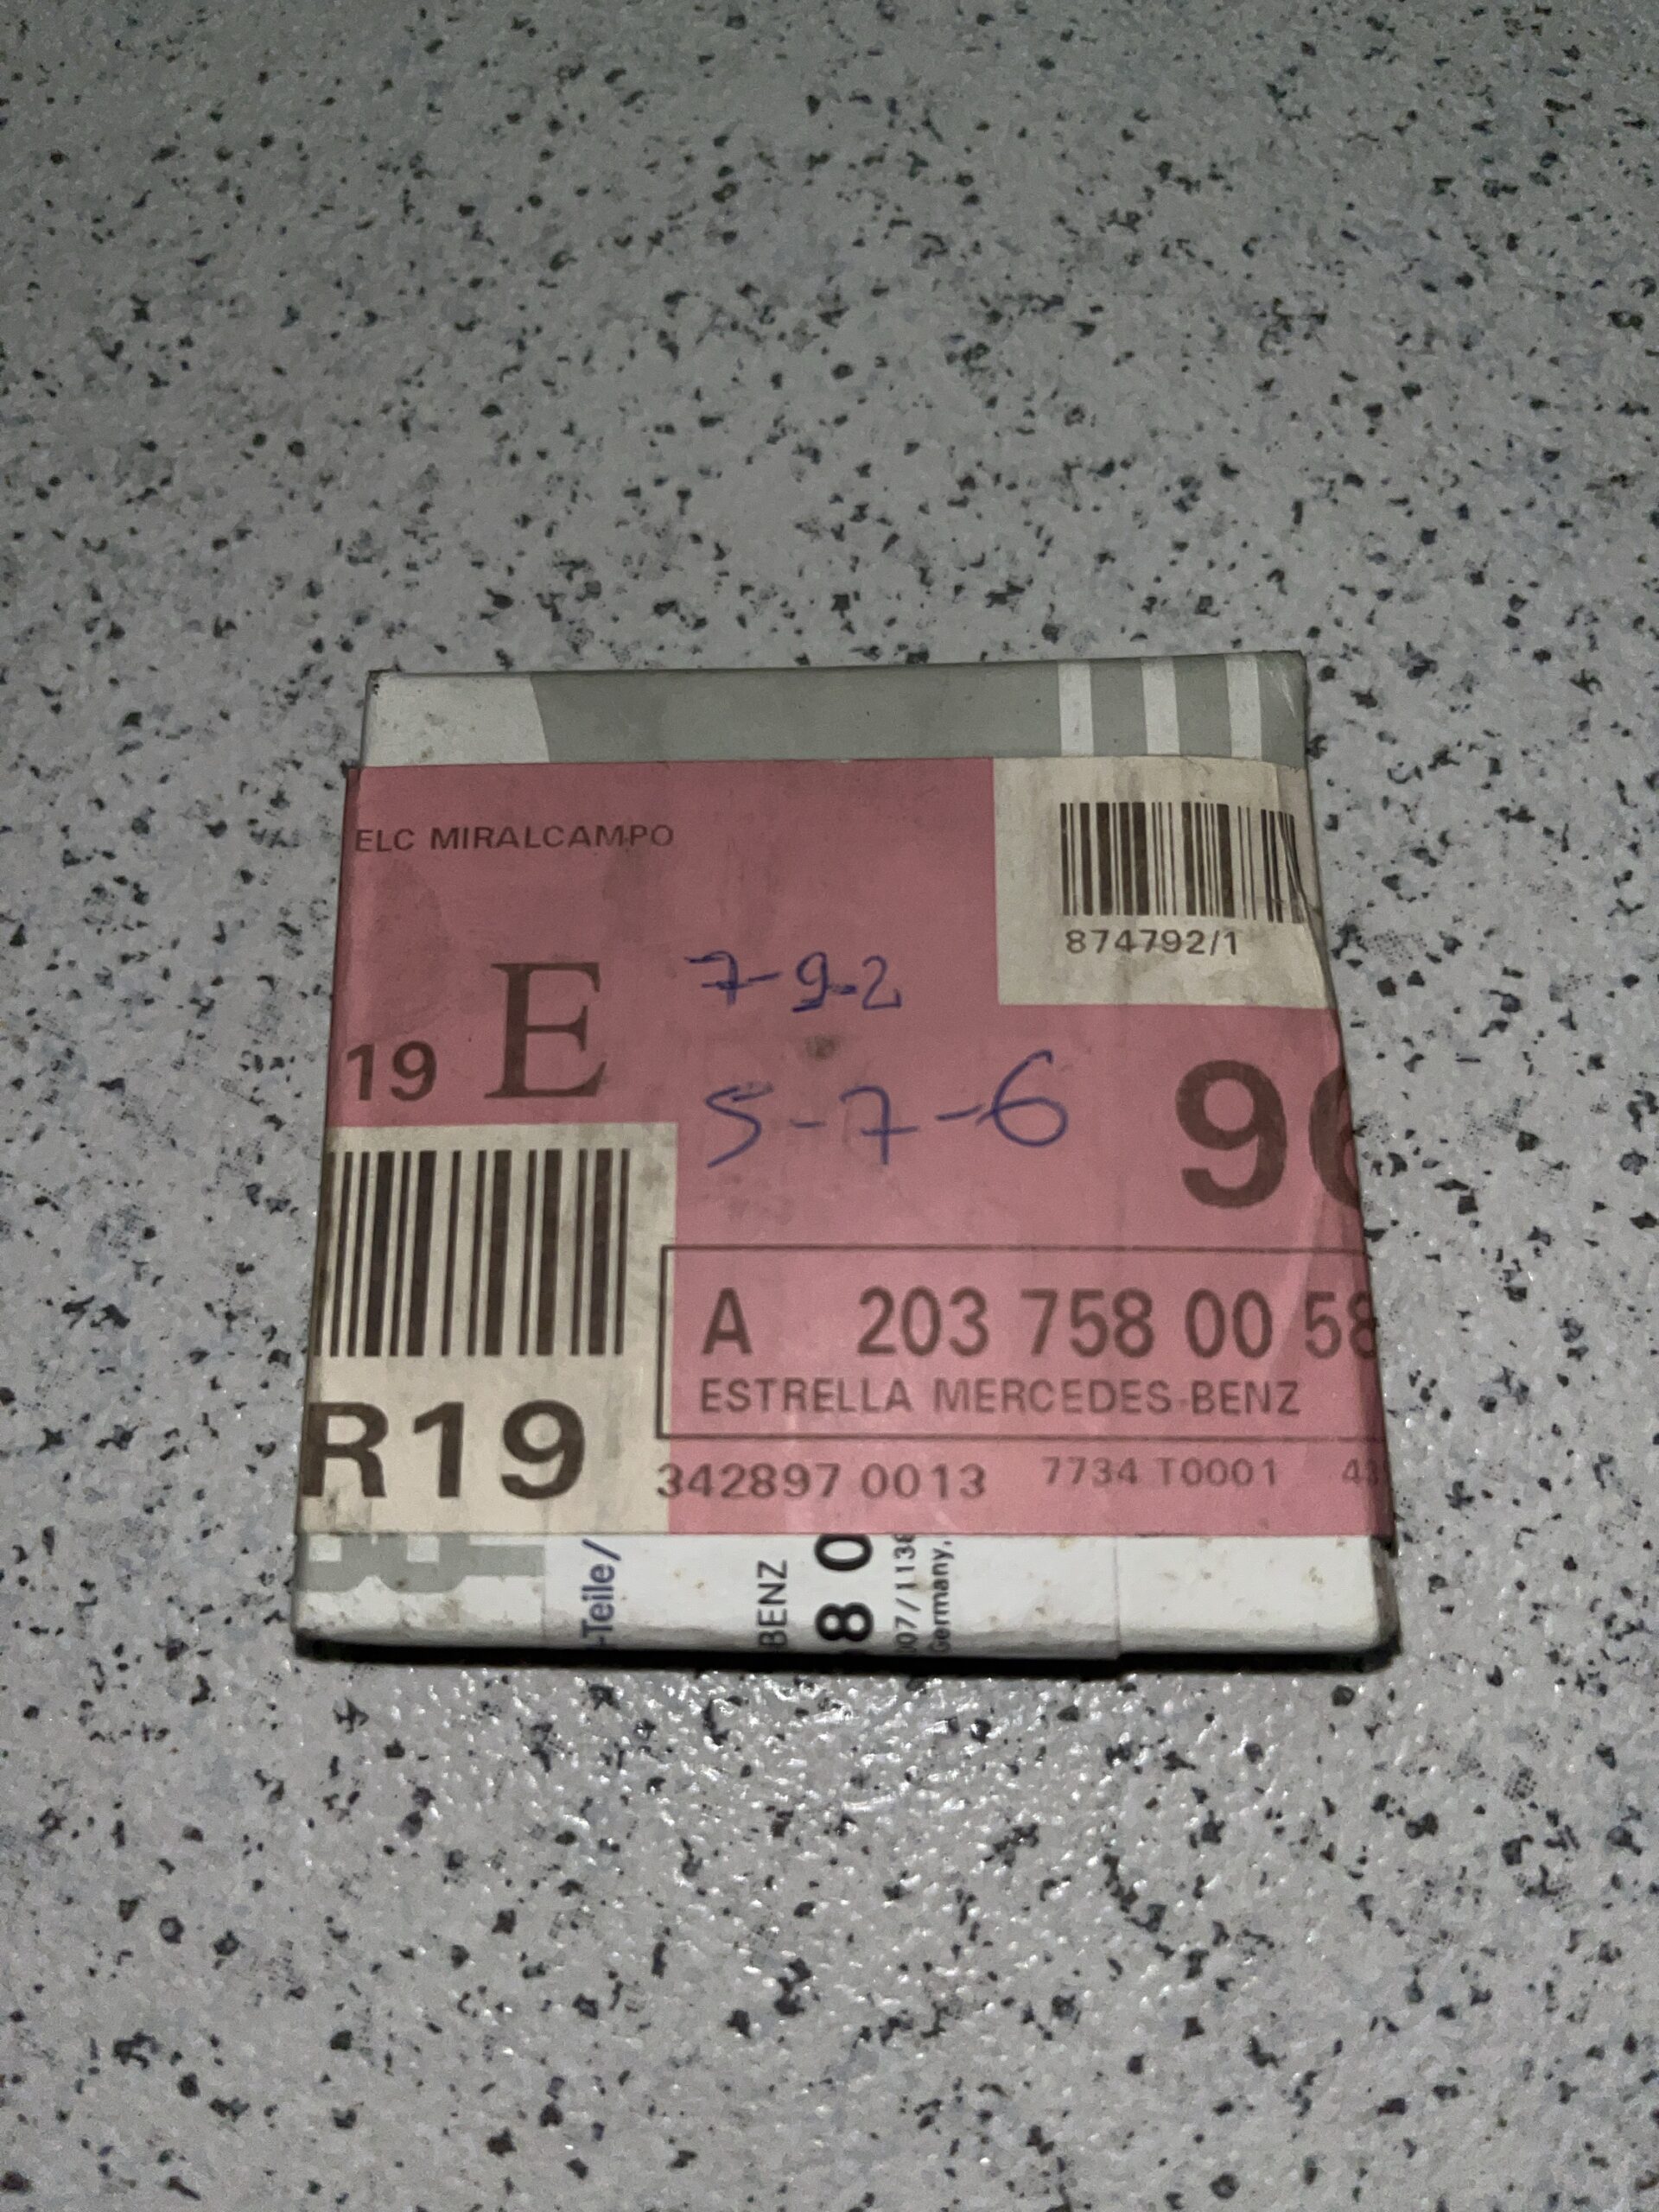 ELC MIRALCAMPO
874792/1
7-9-2
19 E
5-7-6
A 203 758 00 58
ESTRELLA MERCEDES-BENZ
R19
342897 0013 7734 T0001
-Teile/
BENZ
8 0
Germany,